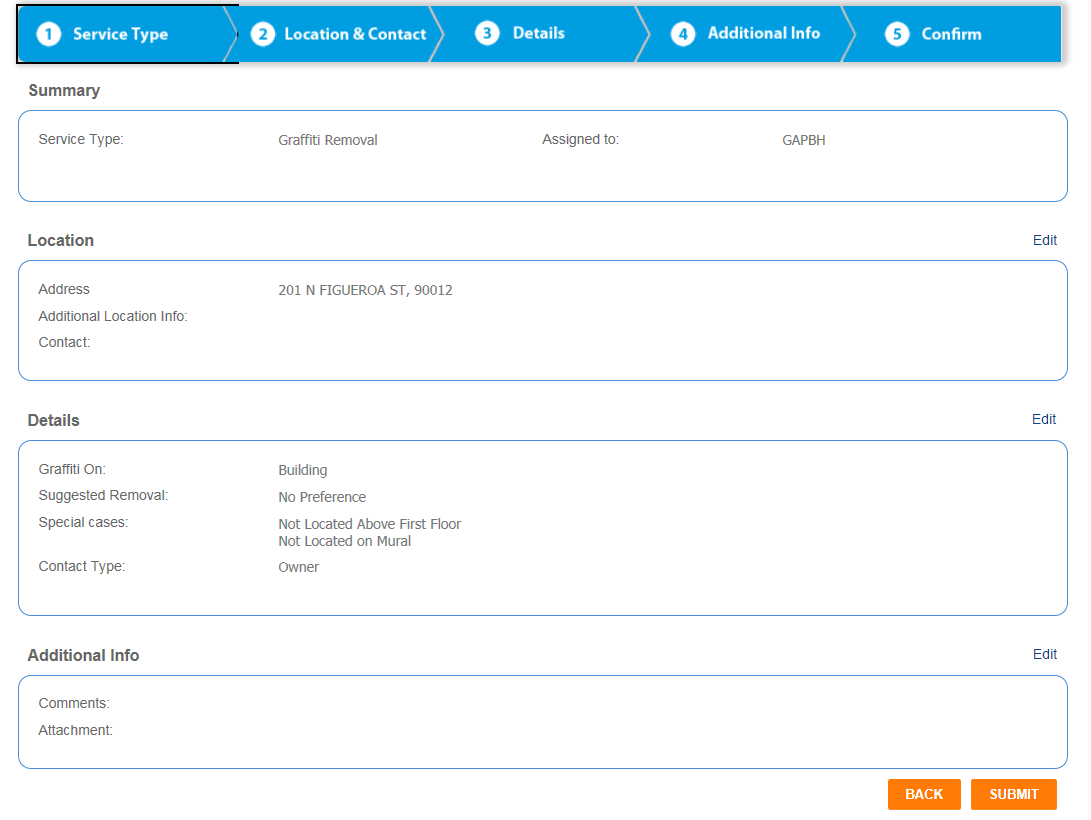 1 Service Type 2 Location & Contact 3 Details 4 Additional Info 5 Confirm
Summary
Service Type: Graffiti Removal Assigned to: GAPBH
Location Edit
Address 201 N FIGUEROA ST, 90012
Additional Location Info:
Contact:
Details Edit
Graffiti On: Building
Suggested Removal: No Preference
Special cases: Not Located Above First Floor
Not Located on Mural
Contact Type: Owner
Additional Info Edit
Comments:
Attachment:
BACK SUBMIT